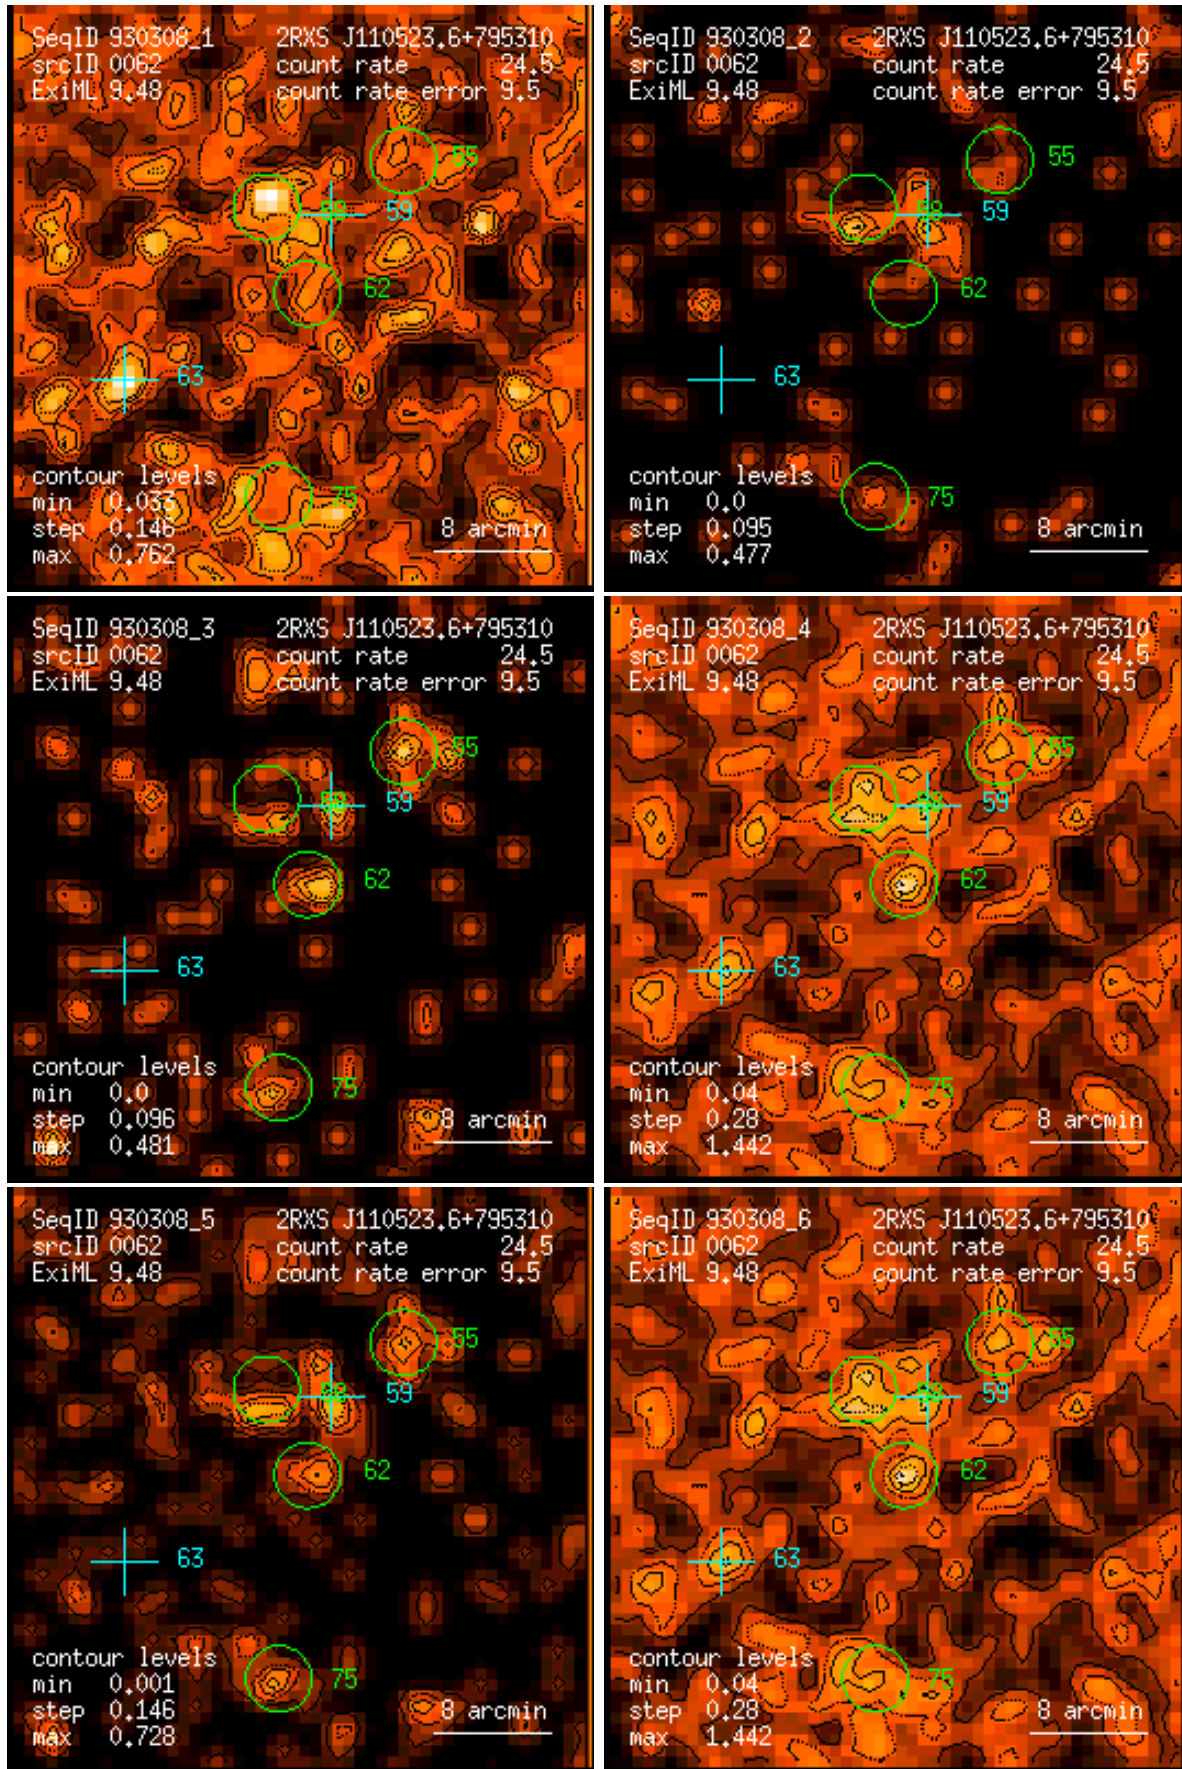 SeqID 930308_1 2RXS J110523.6+795310
srcID 0062 count rate 24.5
ExiML 9.48 count rate error 9.5
55
59
62
63
contour levels
min 0.033 75
step 0.146 8 arcmin
max 0.762
SeqID 930308_2 2RXS J110523.6+795310
srcID 0062 count rate 24.5
ExiML 9.48 count rate error 9.5
55
59
62
63
contour levels
min 0.0 75
step 0.095 8 arcmin
max 0.477
SeqID 930308_3 2RXS J110523.6+795310
srcID 0062 count rate 24.5
ExiML 9.48 count rate error 9.5
55
59
62
63
contour levels
min 0.0 75
step 0.096 8 arcmin
max 0.481
SeqID 930308_4 2RXS J110523.6+795310
srcID 0062 count rate 24.5
ExiML 9.48 count rate error 9.5
55
59
62
63
contour levels
min 0.04 75
step 0.28 8 arcmin
max 1.442
SeqID 930308_5 2RXS J110523.6+795310
srcID 0062 count rate 24.5
ExiML 9.48 count rate error 9.5
55
59
62
63
contour levels
min 0.001 75
step 0.146 8 arcmin
max 0.728
SeqID 930308_6 2RXS J110523.6+795310
srcID 0062 count rate 24.5
ExiML 9.48 count rate error 9.5
55
59
62
63
contour levels
min 0.04 75
step 0.28 8 arcmin
max 1.442